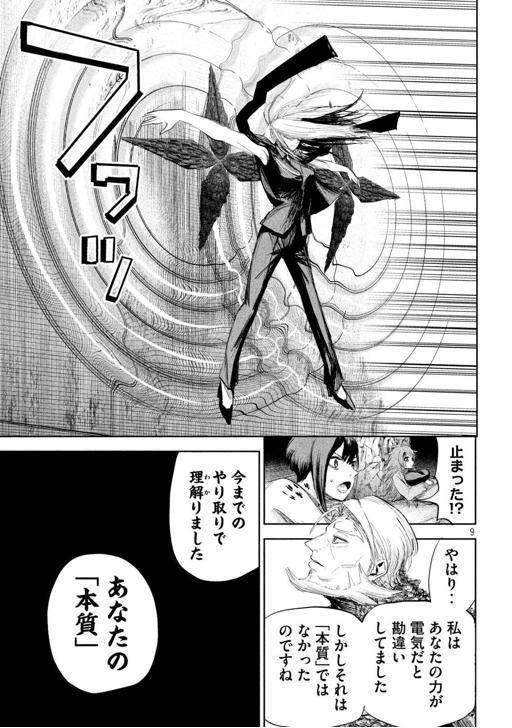 フワッ
止まった!?
9
やはり‥
私は
あなたの力が
電気だと
勘違い
してました
しかしそれは
「本質」では
なかった
のですね
今までの
やり取りで
理解りました
わか
あなたの
「本質」